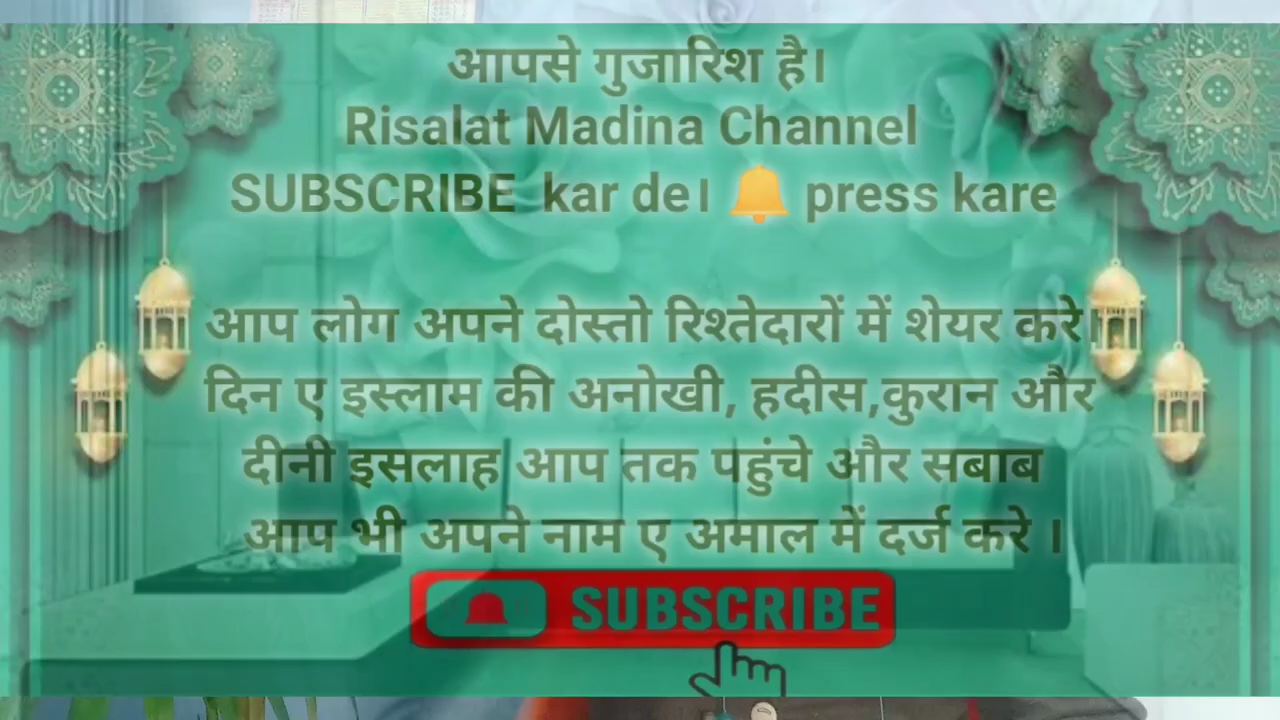 आपसे गुजारिश है।
Risalat Madina Channel
SUBSCRIBE kar de। 🔔 press kare
आप लोग अपने दोस्तो रिश्तेदारों में शेयर करे।
दिन ए इस्लाम की अनोखी, हदीस,कुरान और
दीनी इसलाह आप तक पहुंचे और सबाब
आप भी अपने नाम ए अमाल में दर्ज करे ।
SUBSCRIBE